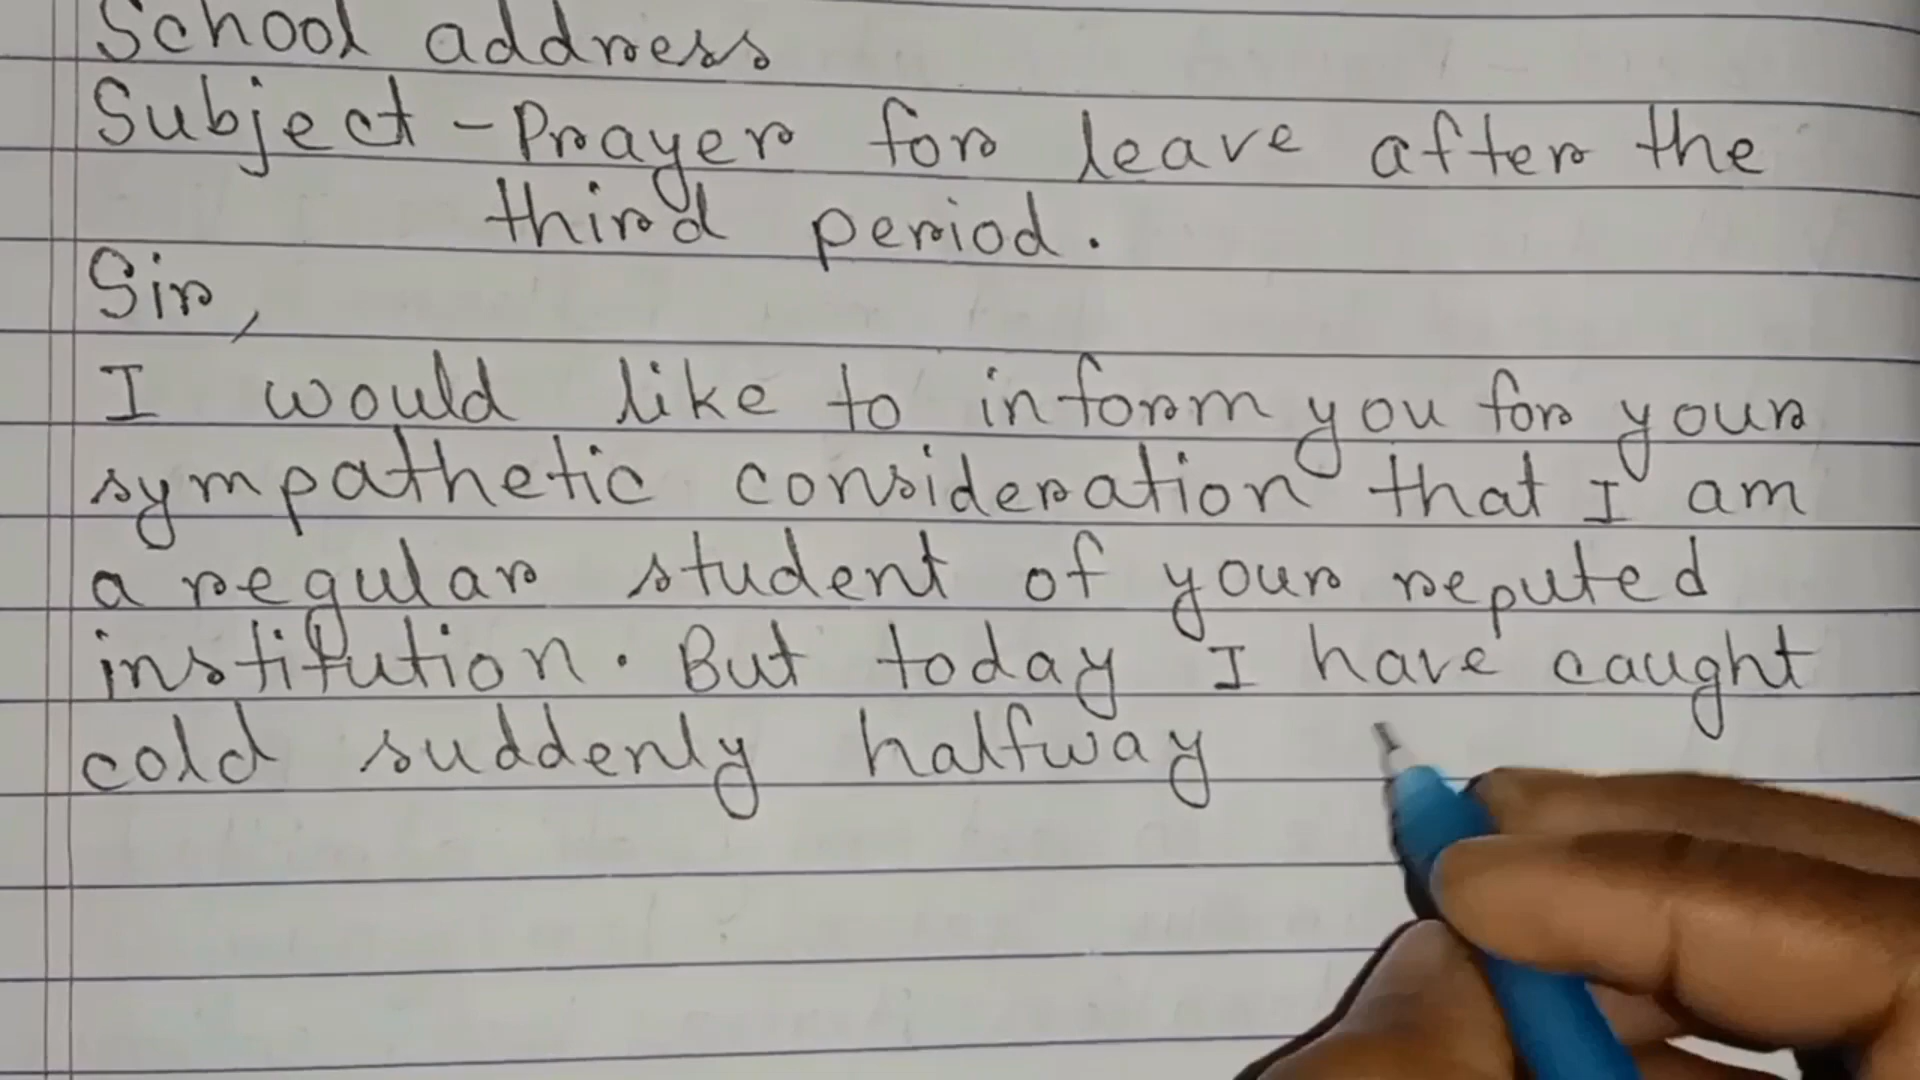 School address
Subject - Prayer for leave after the
third period.
Sir,
I would like to inform you for your
sympathetic consideration that I am
a regular student of your reputed
institution. But today I have caught
cold suddenly halfway